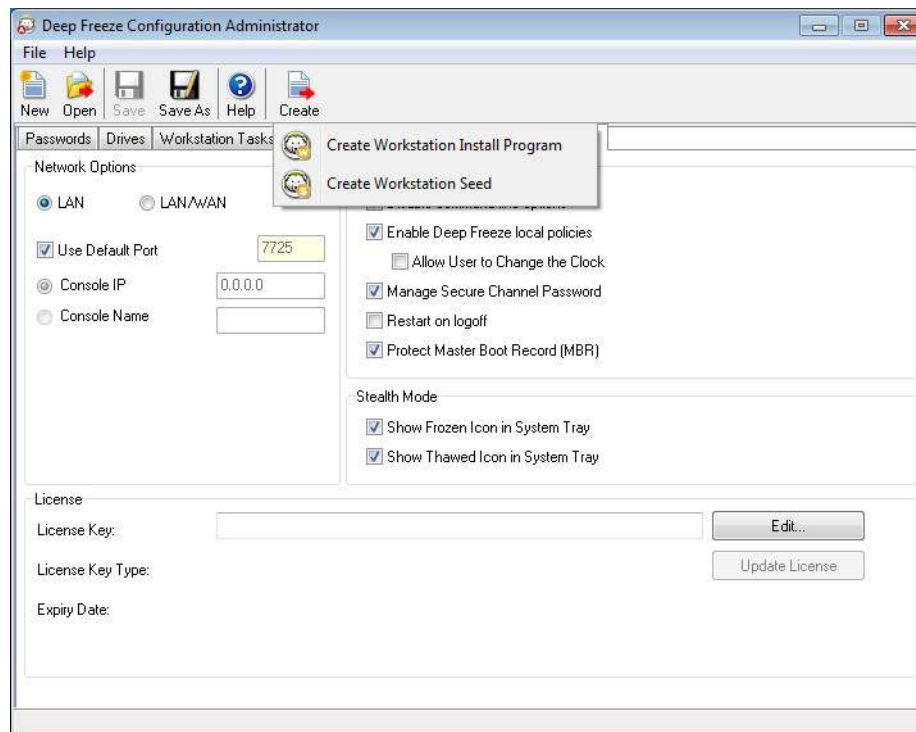 Deep Freeze Configuration Administrator
File Help
New Open Save Save As Help Create
Passwords Drives Workstation Tasks
Create Workstation Install Program
Create Workstation Seed
Network Options
LAN LAN/WAN
Use Default Port 7725
Console IP 0.0.0.0
Console Name
Enable Deep Freeze local policies
Allow User to Change the Clock
Manage Secure Channel Password
Restart on logoff
Protect Master Boot Record (MBR)
Stealth Mode
Show Frozen Icon in System Tray
Show Thawed Icon in System Tray
License
License Key: Edit...
License Key Type: Update License
Expiry Date: